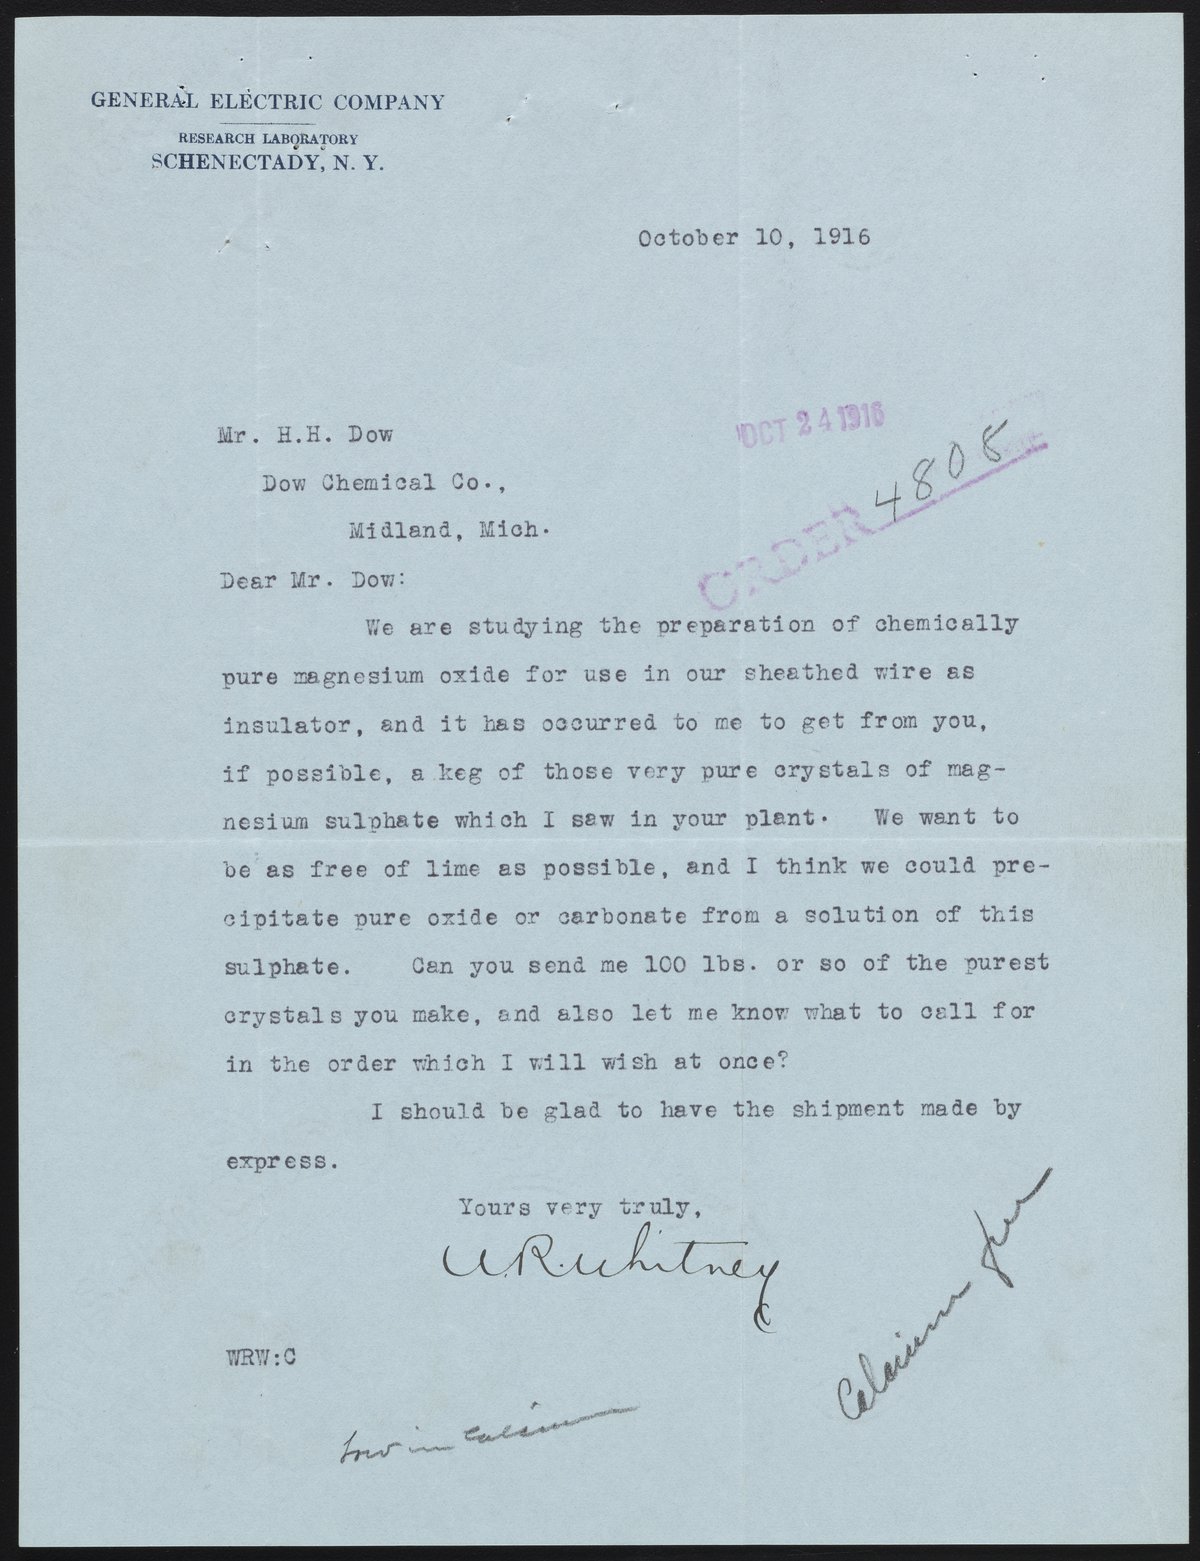 GENERAL ELECTRIC COMPANY
RESEARCH LABORATORY
SCHENECTADY, N. Y.
October 10, 1916
OCT 24 1916
ORDER 4805
Mr. H.H. Dow
Dow Chemical Co.,
Midland, Mich.
Dear Mr. Dow:
We are studying the preparation of chemically
pure magnesium oxide for use in our sheathed wire as
insulator, and it has occurred to me to get from you,
if possible, a keg of those very pure crystals of mag-
nesium sulphate which I saw in your plant. We want to
be as free of lime as possible, and I think we could pre-
cipitate pure oxide or carbonate from a solution of this
sulphate. Can you send me 100 lbs. or so of the purest
crystals you make, and also let me know what to call for
in the order which I will wish at once?
I should be glad to have the shipment made by
express.
Yours very truly,
W.R. Whitney
C
WRW:C
Calcium free
low in Calcium